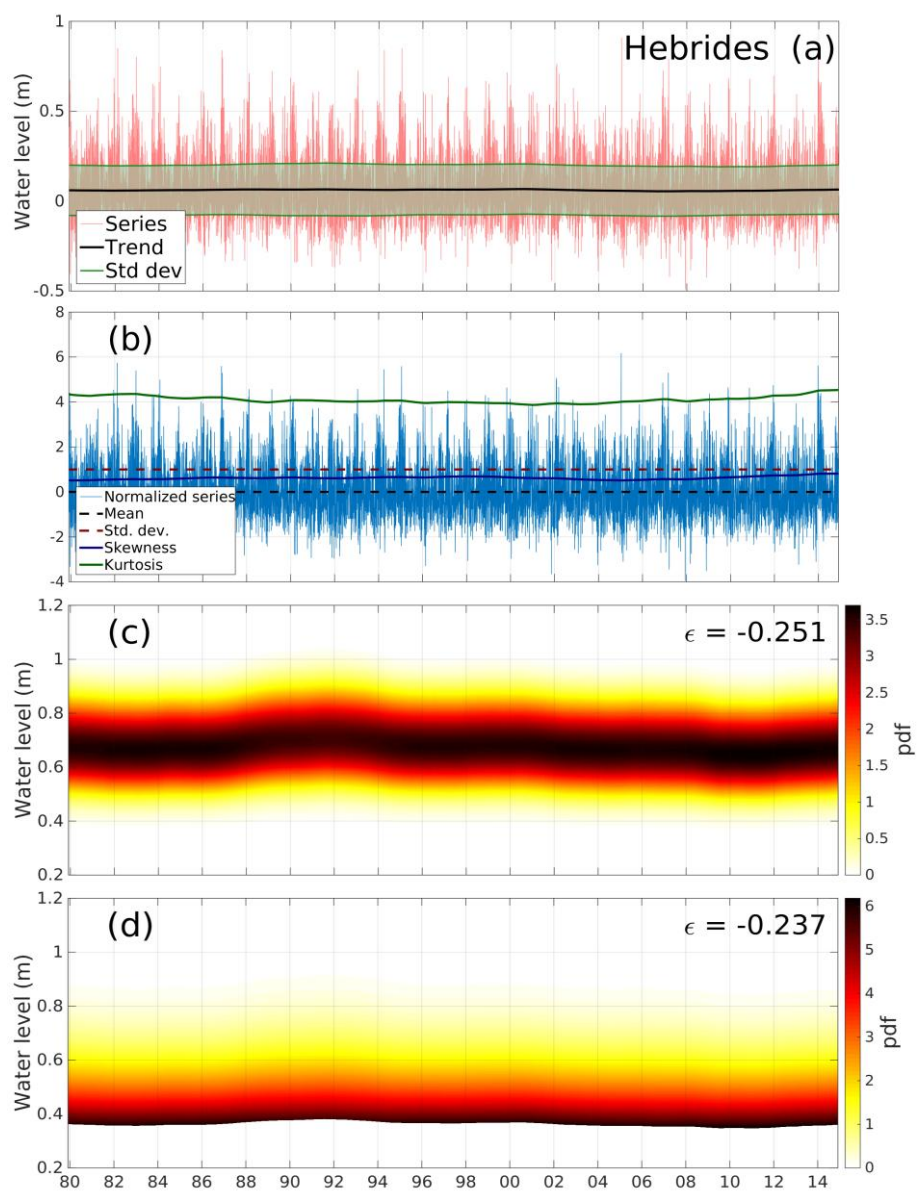 Hebrides (a)
Water level (m)
1
0.5
0
-0.5
Series
Trend
Std dev
(b)
8
6
4
2
0
-2
-4
Normalized series
Mean
Std. dev.
Skewness
Kurtosis
(c)
ϵ = -0.251
Water level (m)
1.2
1
0.8
0.6
0.4
0.2
3.5
3
2.5
2
1.5
1
0.5
0
pdf
(d)
ϵ = -0.237
Water level (m)
1.2
1
0.8
0.6
0.4
0.2
6
5
4
3
2
1
0
pdf
80 82 84 86 88 90 92 94 96 98 00 02 04 06 08 10 12 14